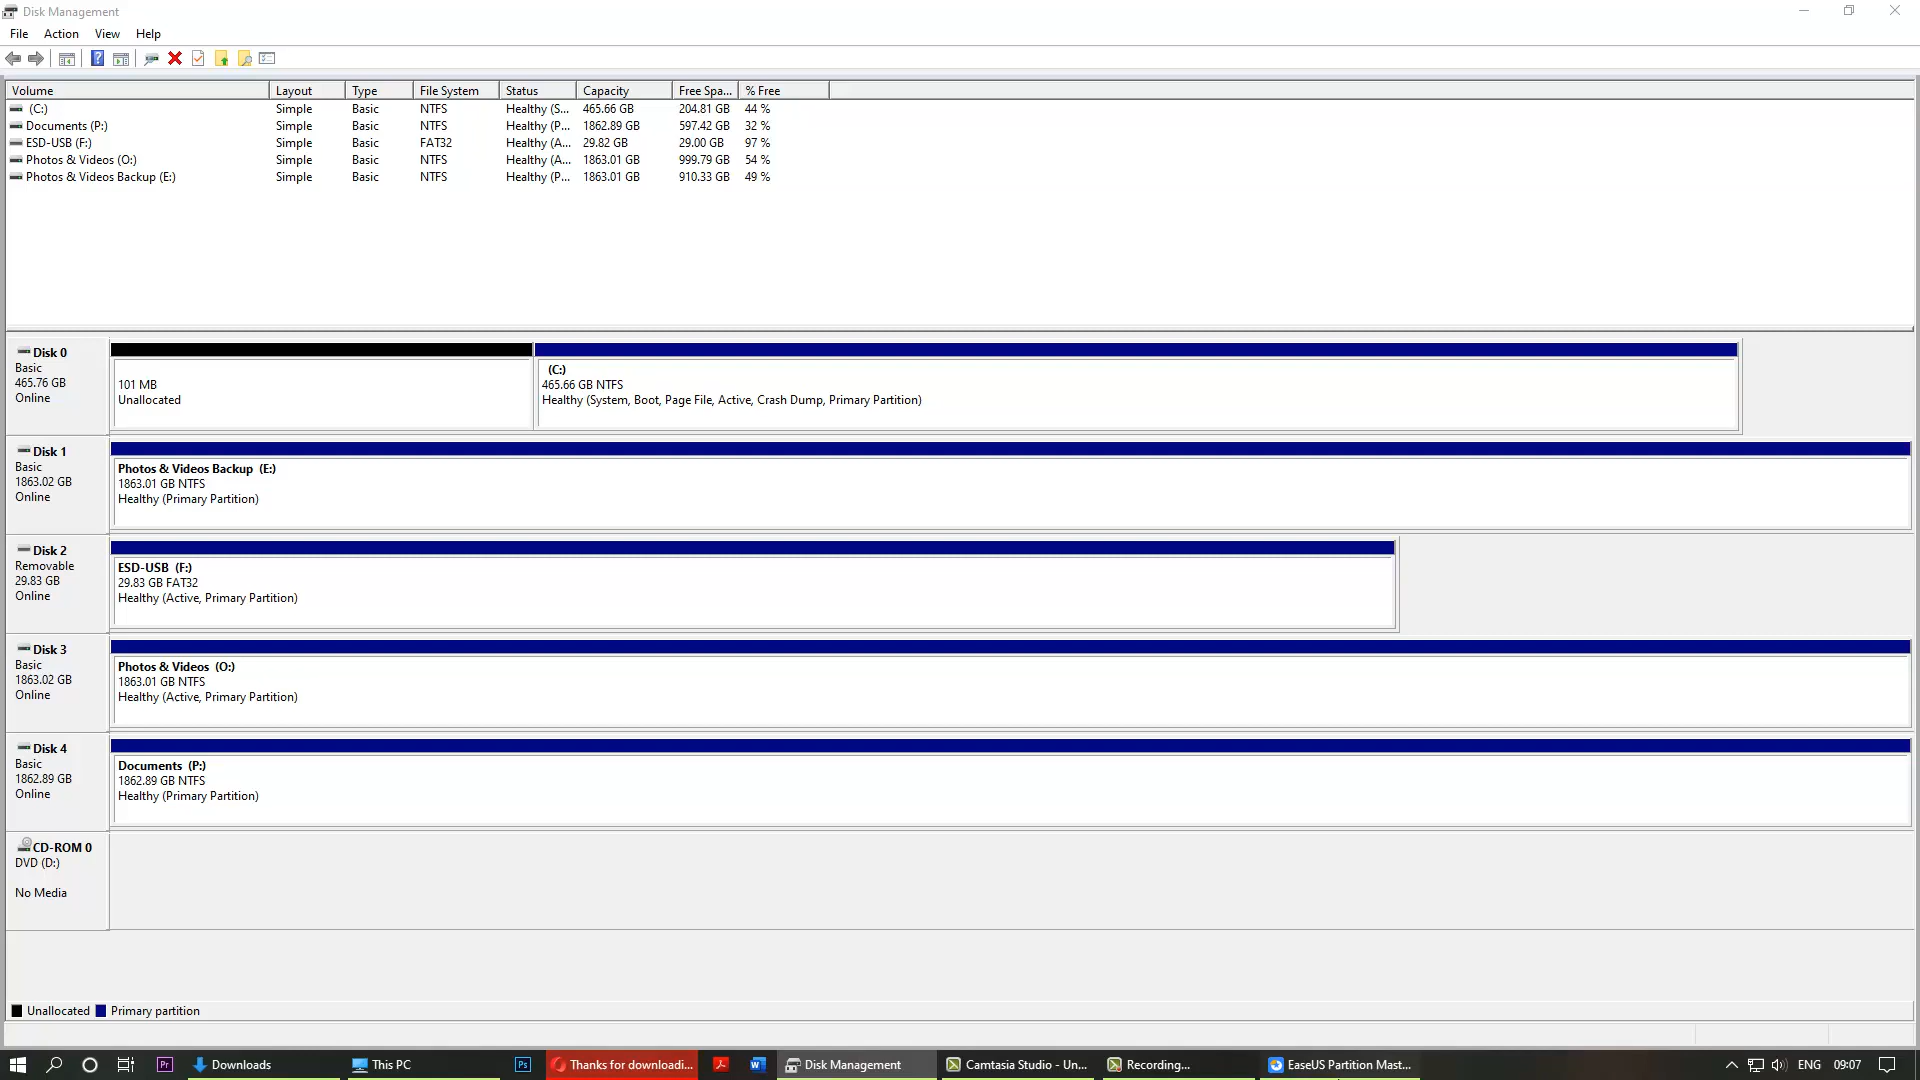 Disk Management
File Action View Help
Volume Layout Type File System Status Capacity Free Spa... % Free
(C:) Simple Basic NTFS Healthy (S... 465.66 GB 204.81 GB 44 %
Documents (P:) Simple Basic NTFS Healthy (P... 1862.89 GB 597.42 GB 32 %
ESD-USB (F:) Simple Basic FAT32 Healthy (A... 29.82 GB 29.00 GB 97 %
Photos & Videos (O:) Simple Basic NTFS Healthy (A... 1863.01 GB 999.79 GB 54 %
Photos & Videos Backup (E:) Simple Basic NTFS Healthy (P... 1863.01 GB 910.33 GB 49 %
Disk 0
Basic
465.76 GB
Online
101 MB
Unallocated
(C:)
465.66 GB NTFS
Healthy (System, Boot, Page File, Active, Crash Dump, Primary Partition)
Disk 1
Basic
1863.02 GB
Online
Photos & Videos Backup (E:)
1863.01 GB NTFS
Healthy (Primary Partition)
Disk 2
Removable
29.83 GB
Online
ESD-USB (F:)
29.83 GB FAT32
Healthy (Active, Primary Partition)
Disk 3
Basic
1863.02 GB
Online
Photos & Videos (O:)
1863.01 GB NTFS
Healthy (Active, Primary Partition)
Disk 4
Basic
1862.89 GB
Online
Documents (P:)
1862.89 GB NTFS
Healthy (Primary Partition)
CD-ROM 0
DVD (D:)
No Media
Unallocated Primary partition
Pr Downloads This PC Ps Thanks for downloadi... W Disk Management Camtasia Studio - Un... Recording... EaseUS Partition Mast... ENG 09:07